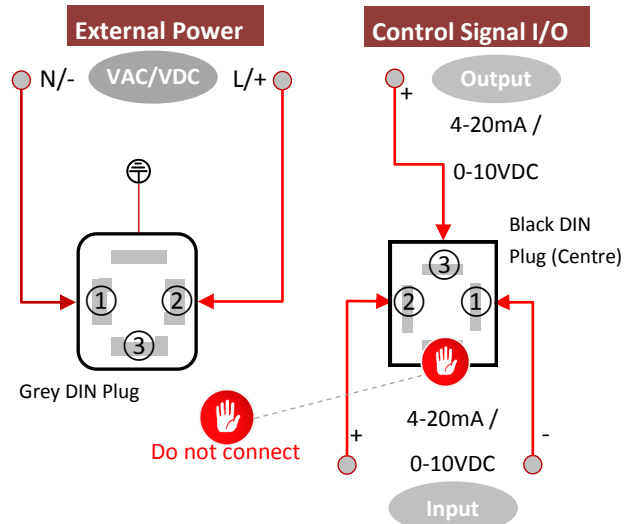 External Power
N/-
VAC/VDC
L/+
1
2
3
Grey DIN Plug
Do not connect
Control Signal I/O
+
Output
4-20mA /
0-10VDC
Black DIN
Plug (Centre)
3
2
1
+
4-20mA /
-
0-10VDC
Input